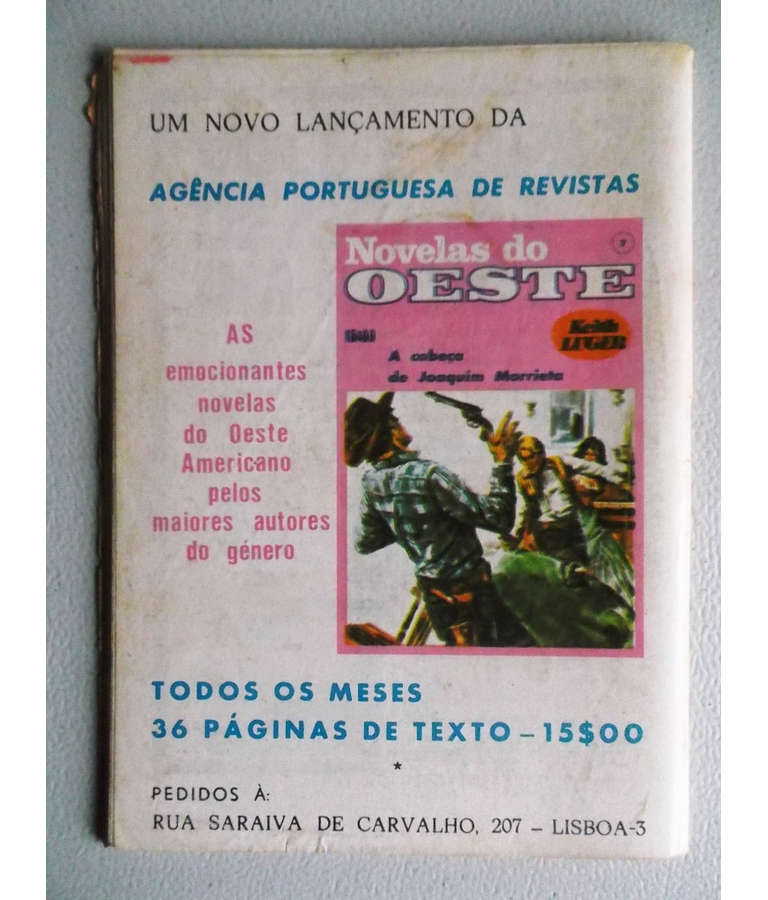 UM NOVO LANÇAMENTO DA
AGÊNCIA PORTUGUESA DE REVISTAS
Novelas do
OESTE
Keith
LUGER
A cabeça
de Joaquim Morrieta
AS
emocionantes
novelas
do Oeste
Americano
pelos
maiores autores
do género
TODOS OS MESES
36 PÁGINAS DE TEXTO – 15$00
*
PEDIDOS À:
RUA SARAIVA DE CARVALHO, 207 – LISBOA-3